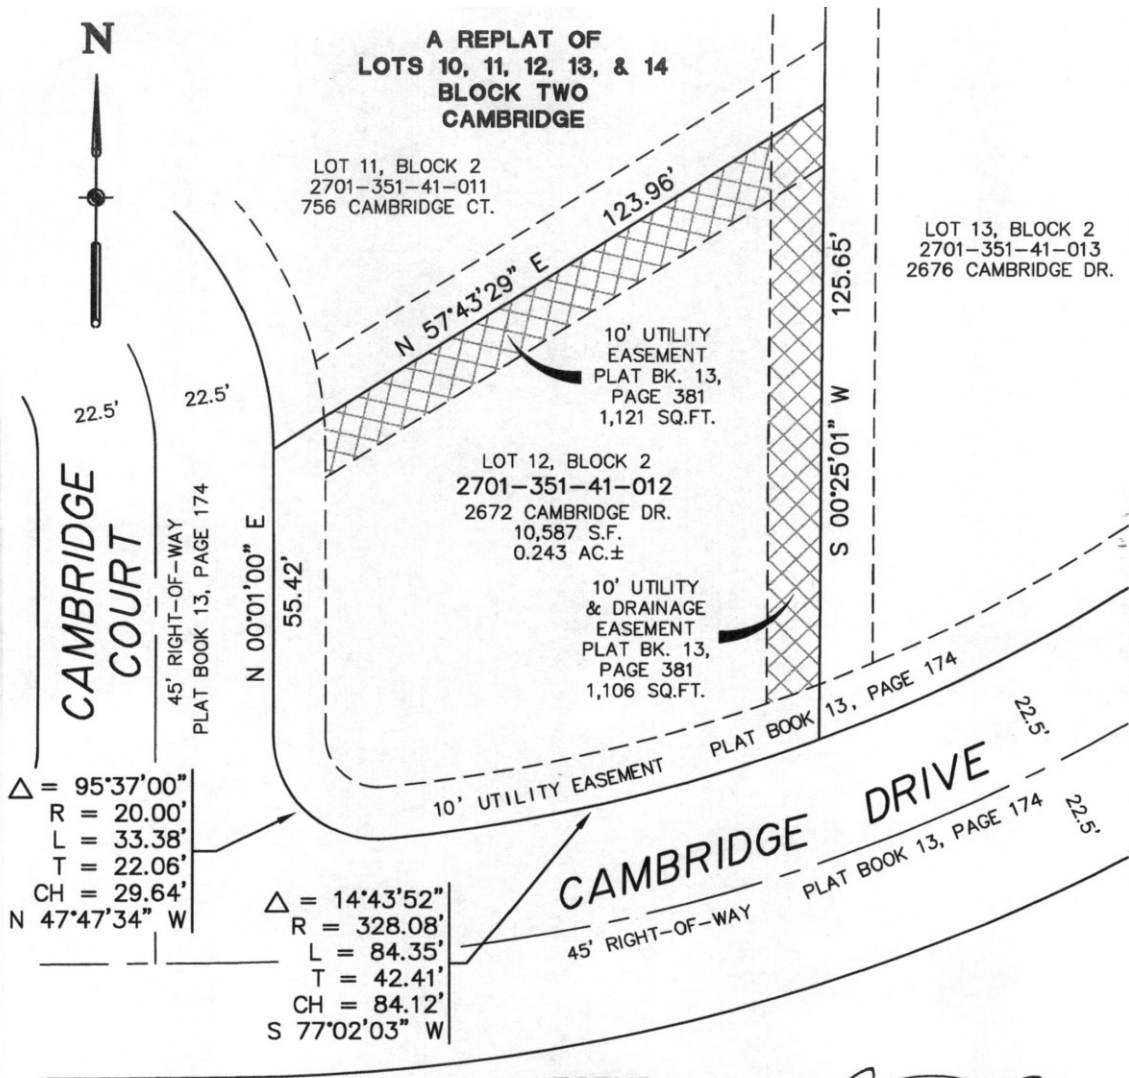 N
A REPLAT OF
LOTS 10, 11, 12, 13, & 14
BLOCK TWO
CAMBRIDGE
LOT 11, BLOCK 2
2701-351-41-011
756 CAMBRIDGE CT.
N 57°43'29" E
123.96'
LOT 13, BLOCK 2
2701-351-41-013
2676 CAMBRIDGE DR.
125.65'
S 00°25'01" W
10' UTILITY
EASEMENT
PLAT BK. 13,
PAGE 381
1,121 SQ.FT.
22.5'
22.5'
LOT 12, BLOCK 2
2701-351-41-012
2672 CAMBRIDGE DR.
10,587 S.F.
0.243 AC.±
CAMBRIDGE
COURT
45' RIGHT-OF-WAY
PLAT BOOK 13, PAGE 174
N 00°01'00" E
55.42'
10' UTILITY
& DRAINAGE
EASEMENT
PLAT BK. 13,
PAGE 381
1,106 SQ.FT.
10' UTILITY EASEMENT PLAT BOOK 13, PAGE 174
CAMBRIDGE DRIVE
22.5'
22.5'
45' RIGHT-OF-WAY PLAT BOOK 13, PAGE 174
△ = 95°37'00"
R = 20.00'
L = 33.38'
T = 22.06'
CH = 29.64'
N 47°47'34" W
△ = 14°43'52"
R = 328.08'
L = 84.35'
T = 42.41'
CH = 84.12'
S 77°02'03" W